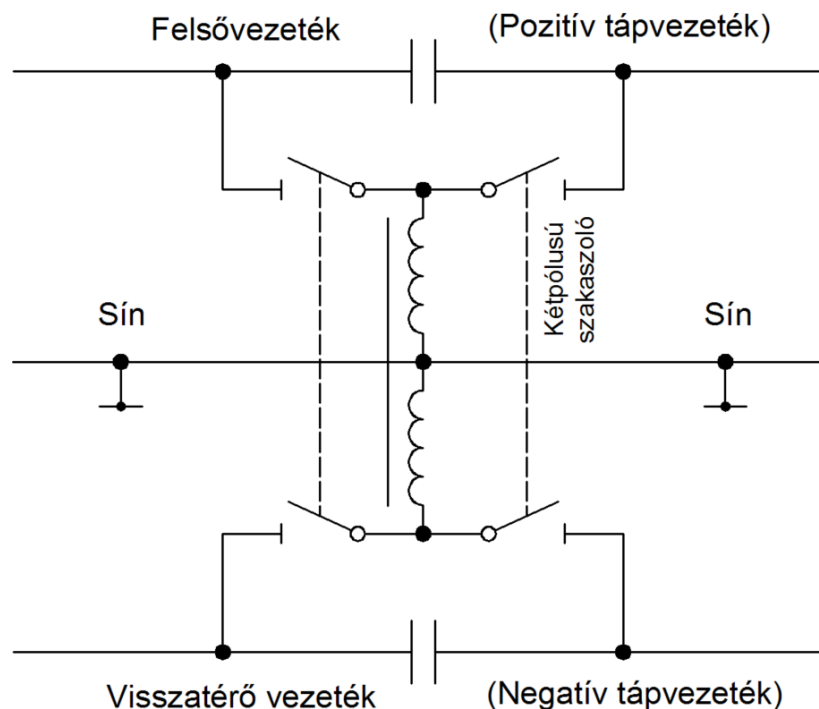 Felsővezeték
(Pozitív tápvezeték)
Kétpólusú
szakaszoló
Sín
Sín
Visszatérő vezeték
(Negatív tápvezeték)